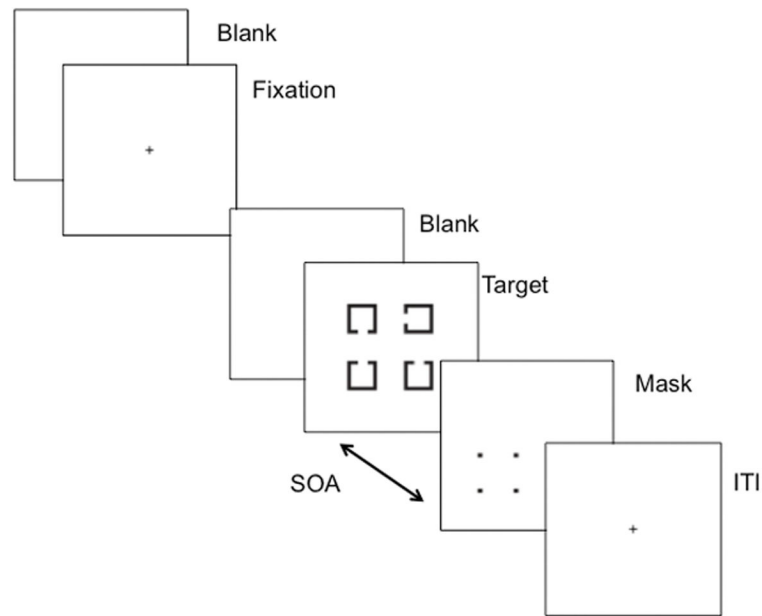 Blank
Fixation
Blank
Target
Mask
SOA
ITI